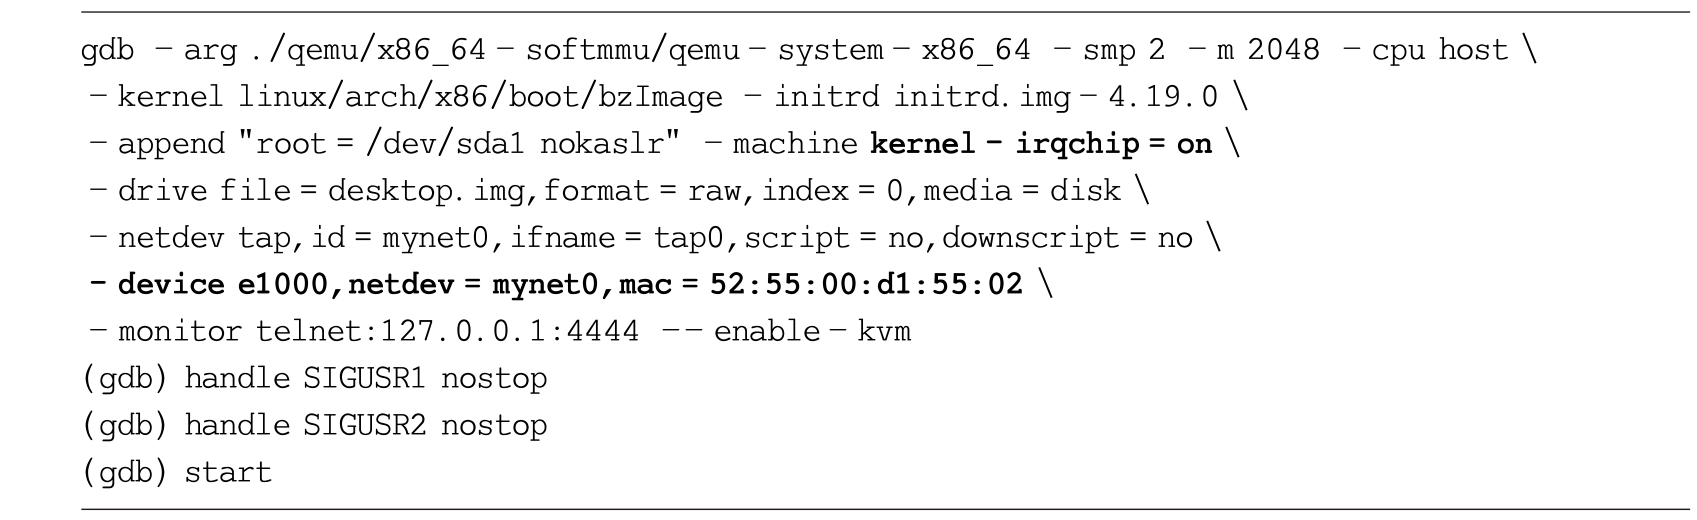 gdb -arg ./qemu/x86_64-softmmu/qemu-system-x86_64 -smp 2 -m 2048 -cpu host \
-kernel linux/arch/x86/boot/bzImage -initrd initrd.img-4.19.0 \
-append "root=/dev/sda1 nokaslr" -machine kernel-irqchip=on \
-drive file=desktop.img,format=raw,index=0,media=disk \
-netdev tap,id=mynet0,ifname=tap0,script=no,downscript=no \
-device e1000,netdev=mynet0,mac=52:55:00:d1:55:02 \
-monitor telnet:127.0.0.1:4444 --enable-kvm
(gdb) handle SIGUSR1 nostop
(gdb) handle SIGUSR2 nostop
(gdb) start